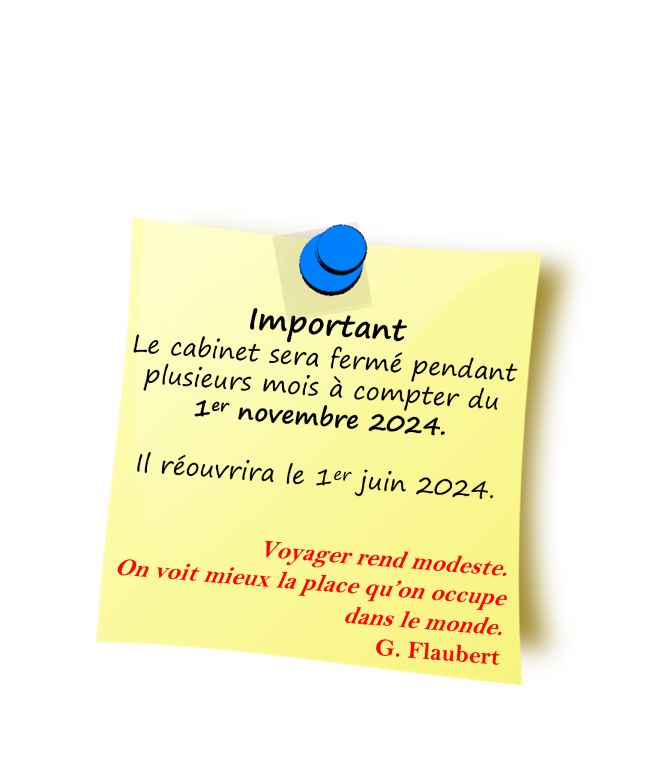 Important
Le cabinet sera fermé pendant
plusieurs mois à compter du
1er novembre 2024.
Il réouvrira le 1er juin 2024.
Voyager rend modeste.
On voit mieux la place qu’on occupe
dans le monde.
G. Flaubert